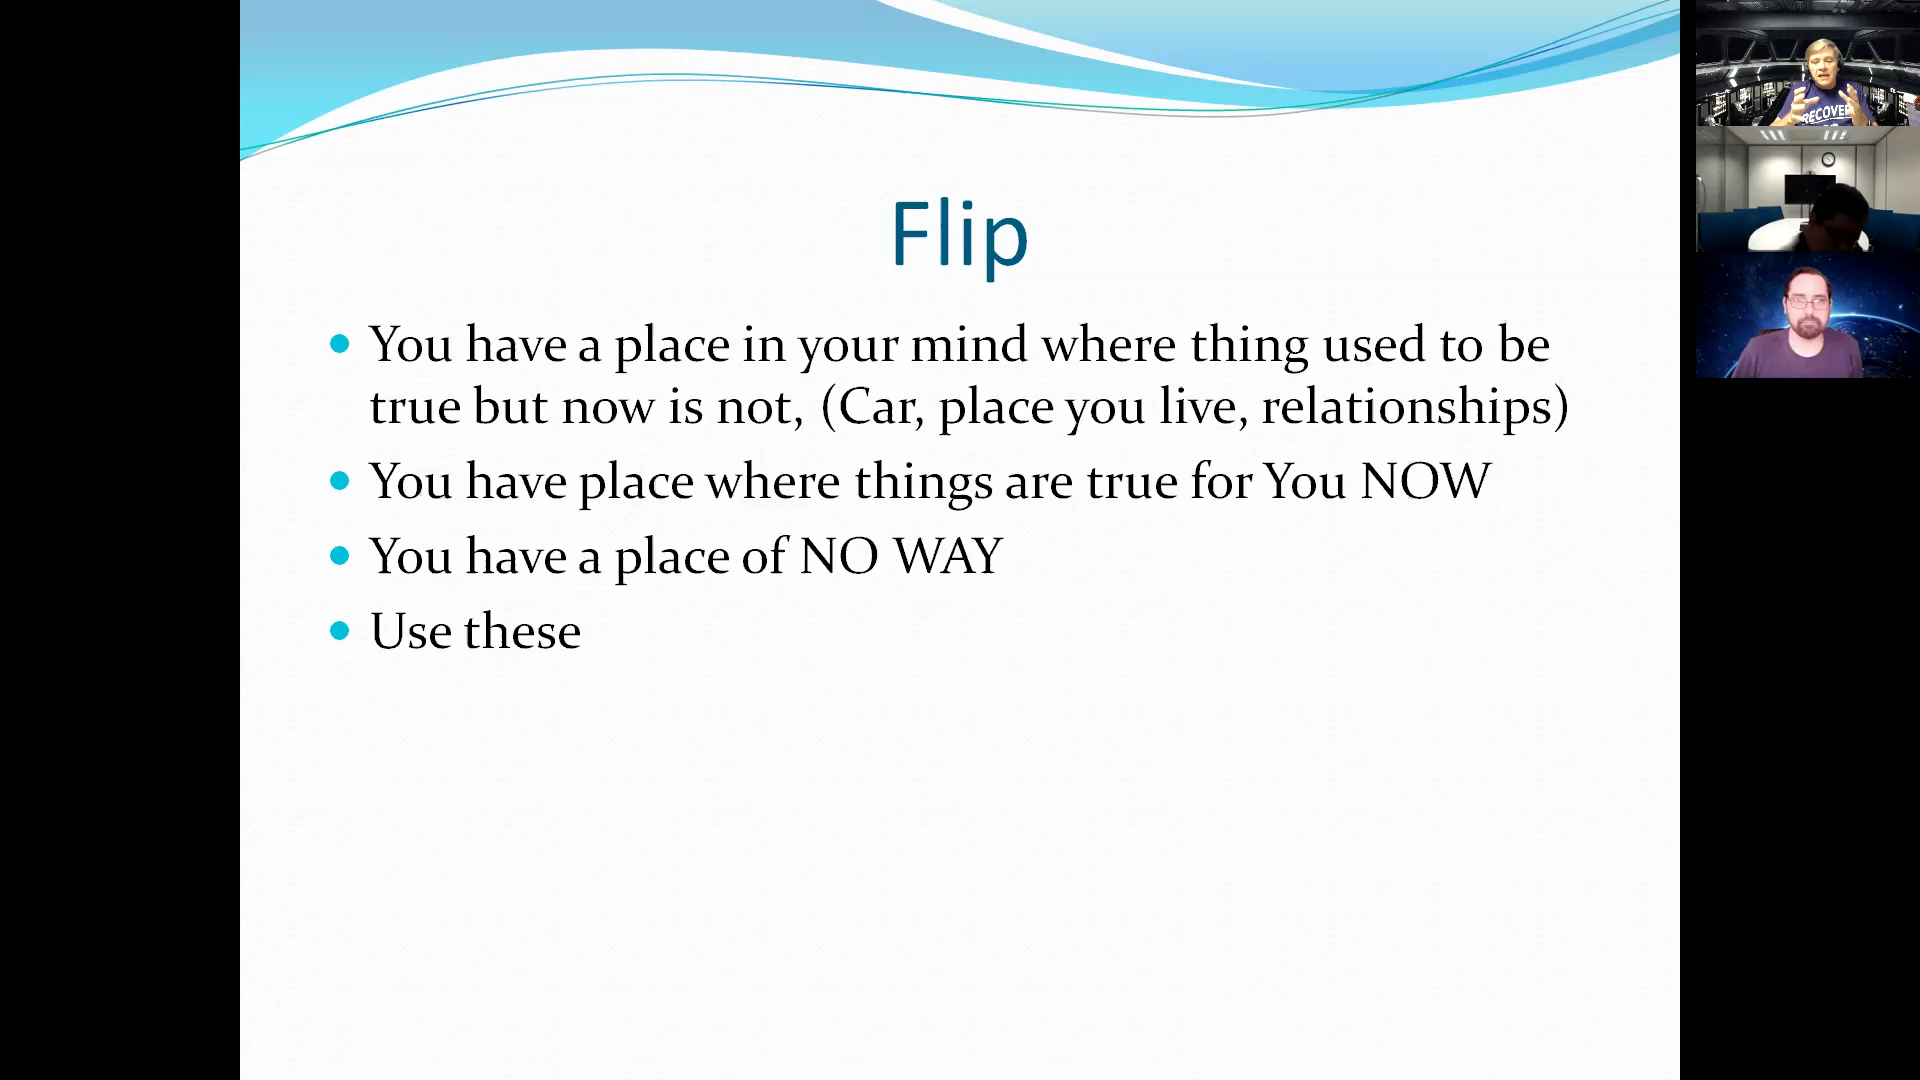 Flip
You have a place in your mind where thing used to be
true but now is not, (Car, place you live, relationships)
You have place where things are true for You NOW
You have a place of NO WAY
Use these
RECOVER